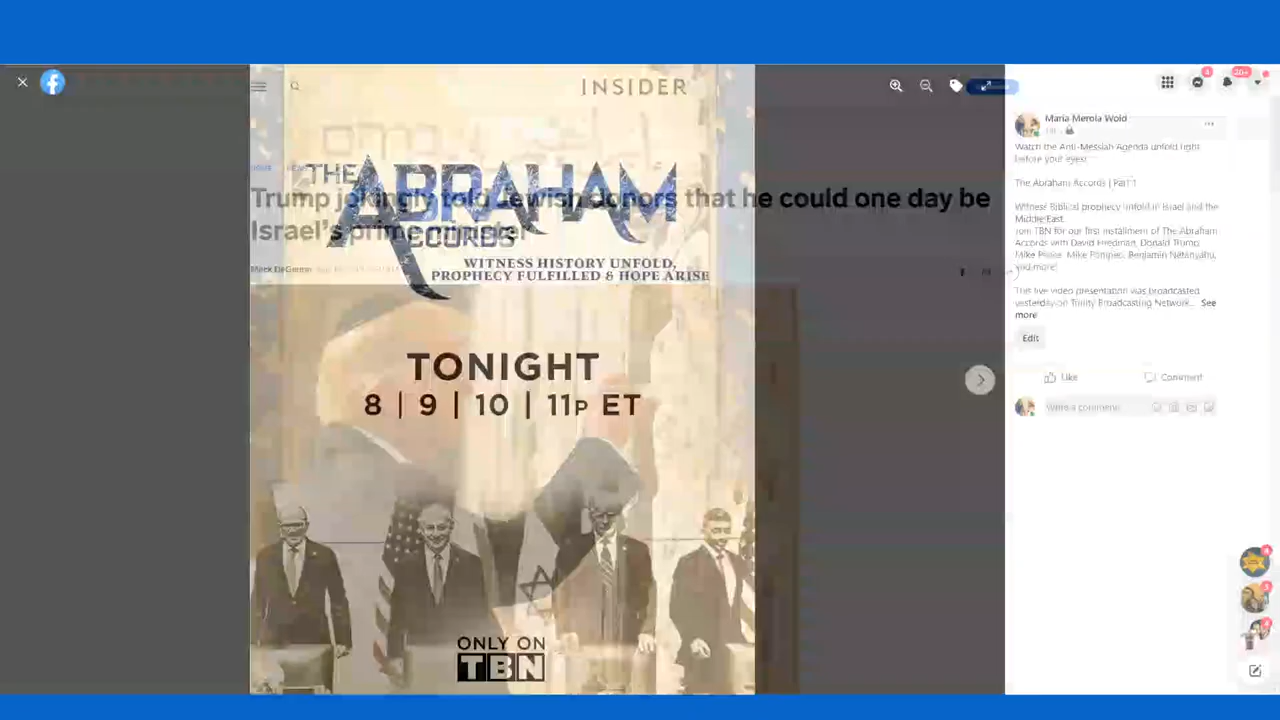 INSIDER
THE
ABRAHAM
ACCORDS
Trump jokingly told Jewish donors that he could one day be
Israel's prime minister
WITNESS HISTORY UNFOLD,
PROPHECY FULFILLED & HOPE ARISE
TONIGHT
8 | 9 | 10 | 11P ET
ONLY ON
TBN
3
20+
Maria Merola Wold
Watch the Anti-Messiah Agenda unfold right
before your eyes!
The Abraham Accords | Part 1
Witness Biblical prophecy unfold in Israel and the
Middle East.
Join TBN for our first installment of The Abraham
Accords with David Friedman, Donald Trump,
Mike Pence, Mike Pompeo, Benjamin Netanyahu,
and more!
This live video presentation was broadcasted
yesterday on Trinity Broadcasting Network... See
more
Edit
Like
Comment
Write a comment